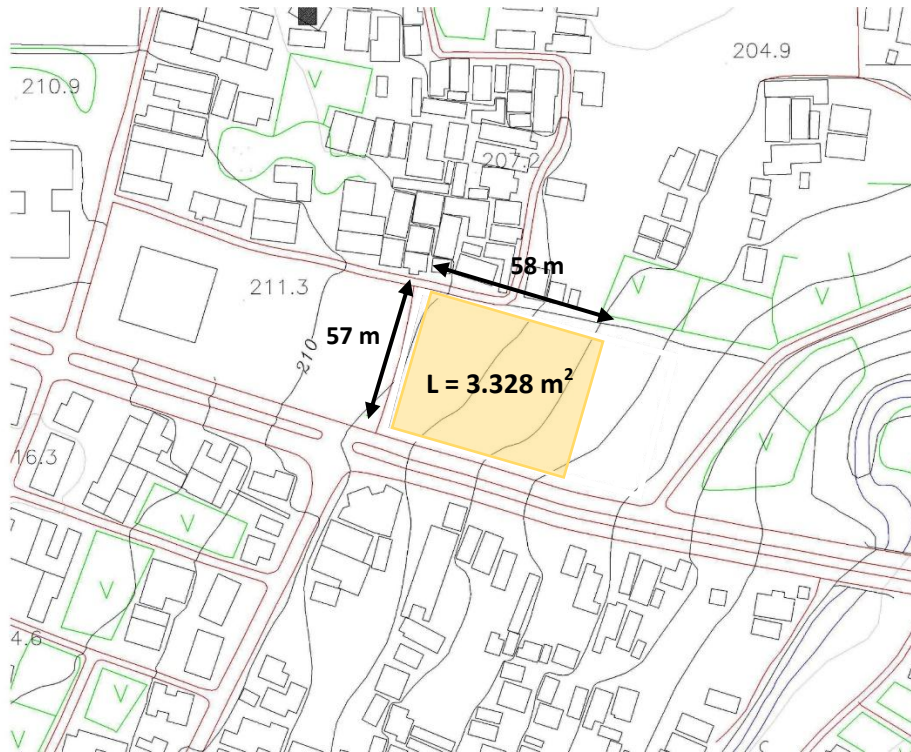 204.9
210.9
V
207.2
58 m
V
V
211.3
57 m
210
L = 3.328 m²
V
16.3
V
V
4.6
V
V